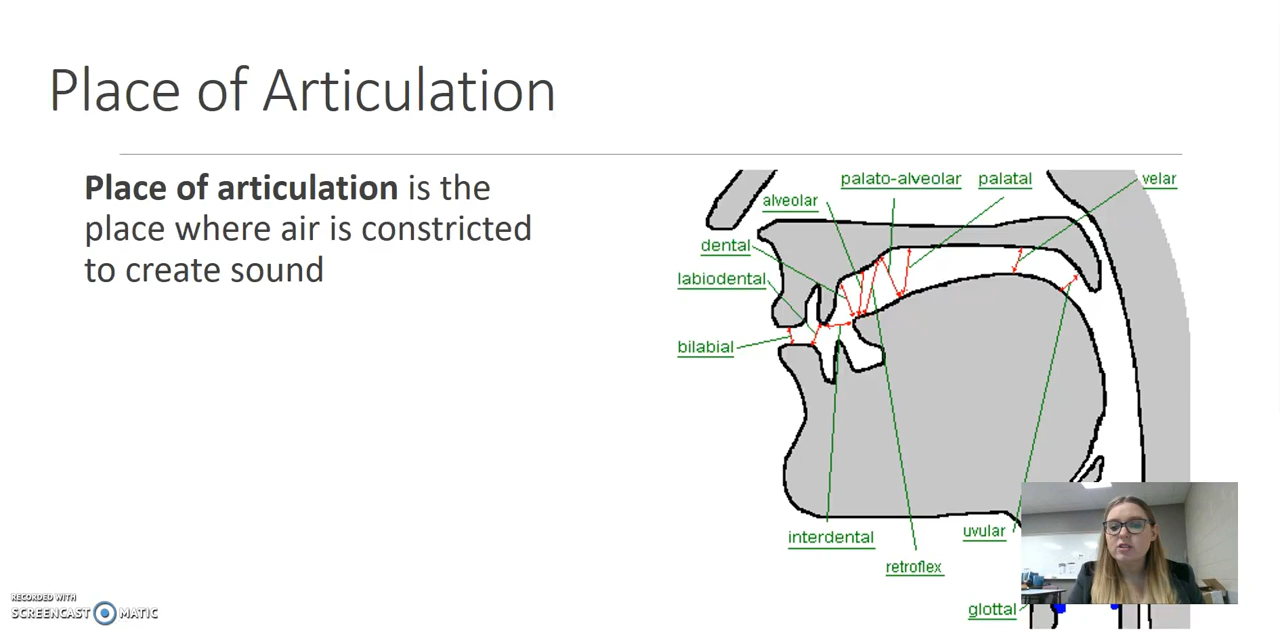 Place of Articulation
Place of articulation is the
place where air is constricted
to create sound
palato-alveolar
palatal
velar
alveolar
dental
labiodental
bilabial
interdental
uvular
retroflex
glottal
RECORDED WITH
SCREENCAST MATIC